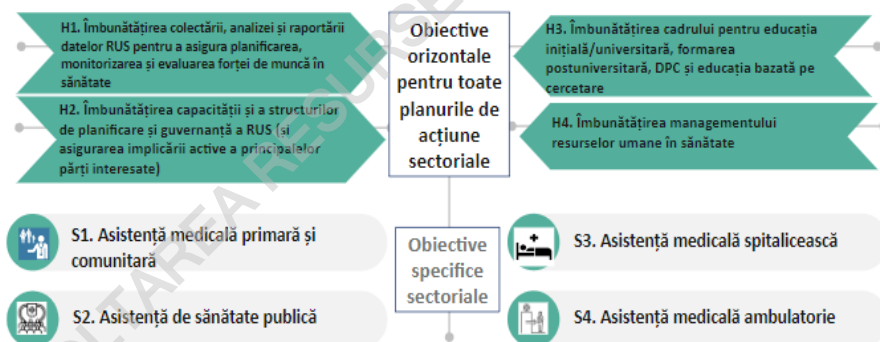 H1. Îmbunătățirea colectării, analizei și raportării
datelor RUS pentru a asigura planificarea,
monitorizarea și evaluarea forței de muncă în
sănătate
H2. Îmbunătățirea capacității și a structurilor
de planificare și guvernanță a RUS (și
asigurarea implicării active a principalelor
părți interesate)
Obiective
orizontale
pentru toate
planurile de
acțiune
sectoriale
H3. Îmbunătățirea cadrului pentru educația
inițială/universitară, formarea
postuniversitară, DPC și educația bazată pe
cercetare
H4. Îmbunătățirea managementului
resurselor umane în sănătate
S1. Asistență medicală primară și
comunitară
S2. Asistență de sănătate publică
Obiective
specifice
sectoriale
S3. Asistență medicală spitalicească
S4. Asistență medicală ambulatorie